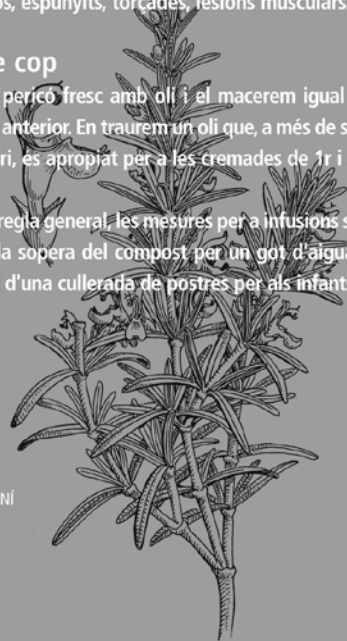 os, espunyits, torçades, lesions musculars
e cop
pericó fresc amb oli i el macerem igual
anterior. En traurem un oli que, a més de s
ri, és apropiat per a les cremades de 1r i
regla general, les mesures per a infusions s
da sopera del compost per un got d'aigua
d'una cullerada de postres per als infant
NÍ